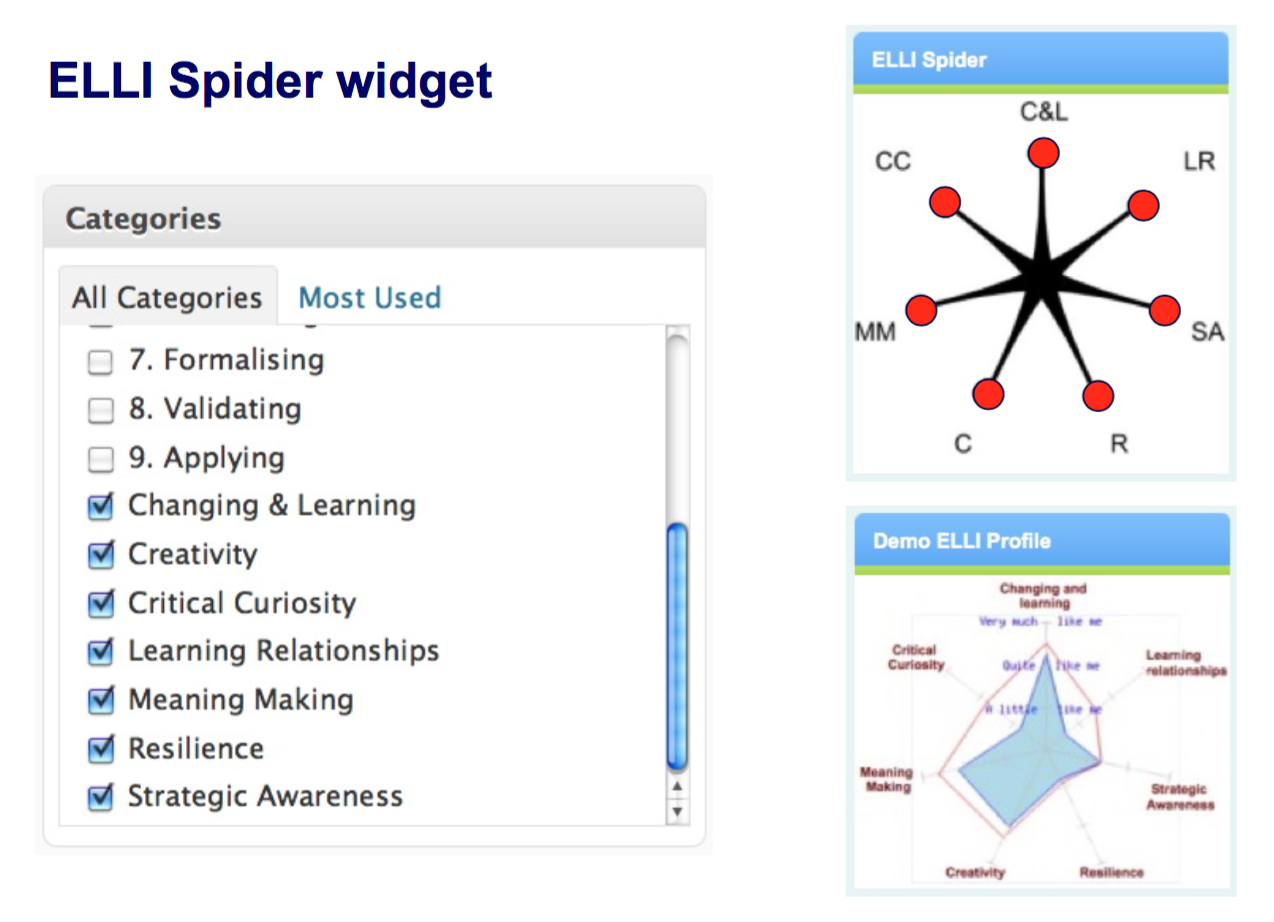 ELLI Spider widget
Categories
All Categories
Most Used
7. Formalising
8. Validating
9. Applying
Changing & Learning
Creativity
Critical Curiosity
Learning Relationships
Meaning Making
Resilience
Strategic Awareness
ELLI Spider
C&L
CC
LR
MM
SA
C
R
Demo ELLI Profile
Changing and
learning
Very much like me
Critical
Curiosity
Quite like me
Learning
relationships
A little like me
Meaning
Making
Strategic
Awareness
Creativity
Resilience